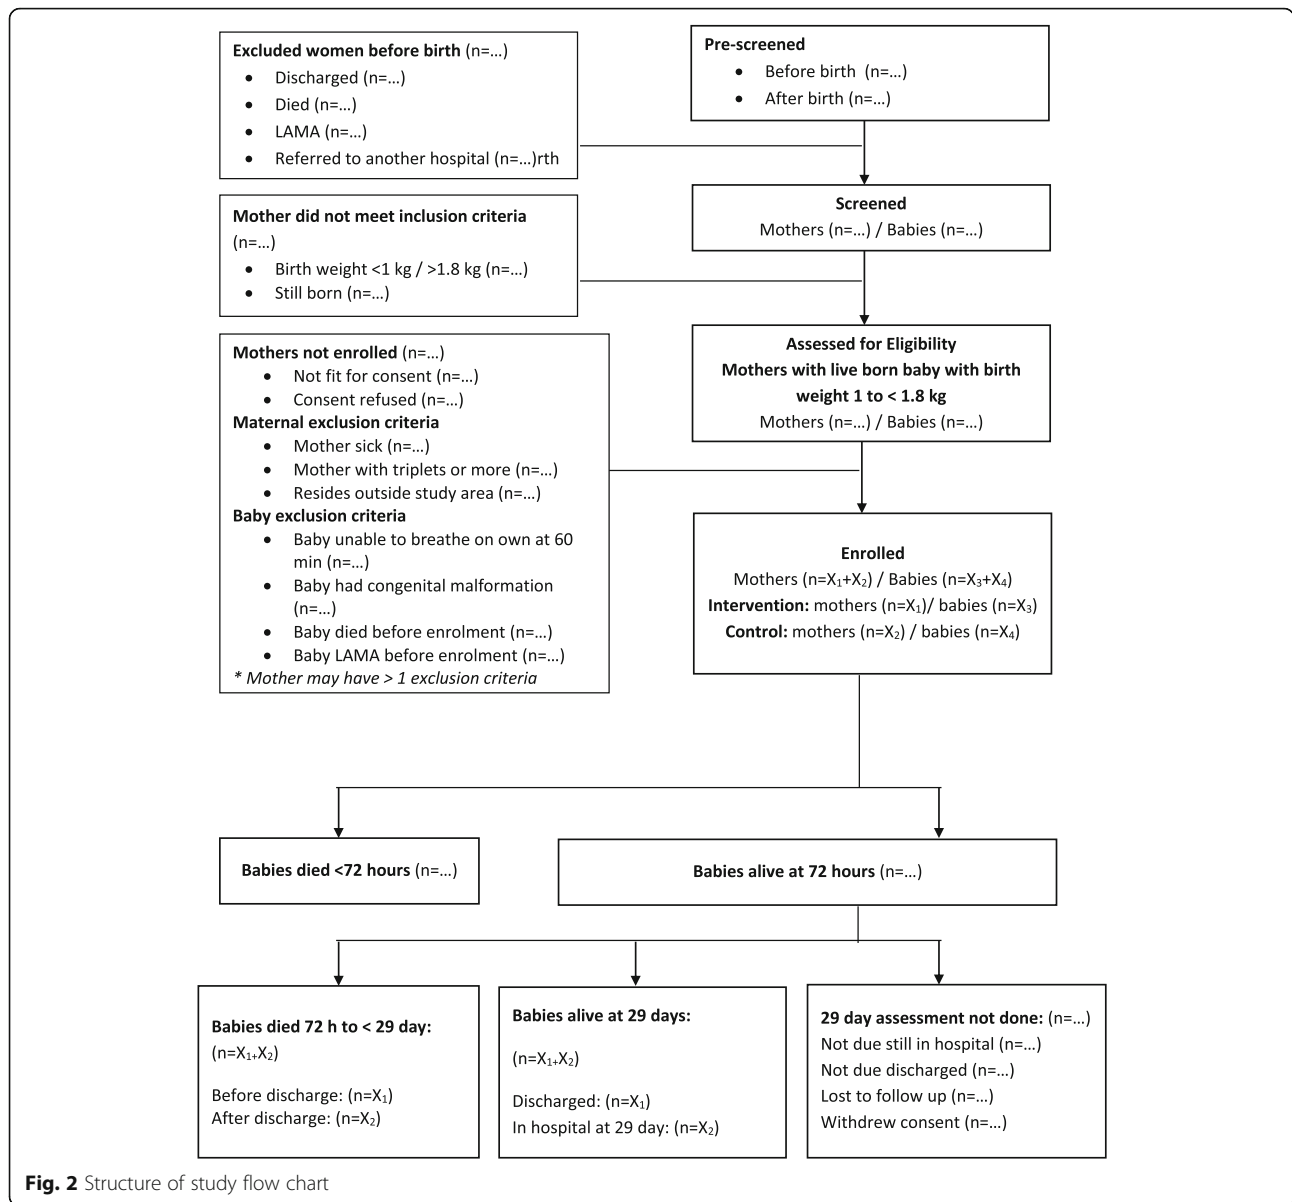 Excluded women before birth (n=...)
• Discharged (n=...)
• Died (n=...)
• LAMA (n=...)
• Referred to another hospital (n=...)rth
Pre-screened
• Before birth (n=...)
• After birth (n=...)
Mother did not meet inclusion criteria
(n=...)
• Birth weight <1 kg / >1.8 kg (n=...)
• Still born (n=...)
Screened
Mothers (n=...) / Babies (n=...)
Assessed for Eligibility
Mothers with live born baby with birth
weight 1 to < 1.8 kg
Mothers (n=...) / Babies (n=...)
Mothers not enrolled (n=...)
• Not fit for consent (n=...)
• Consent refused (n=...)
Maternal exclusion criteria
• Mother sick (n=...)
• Mother with triplets or more (n=...)
• Resides outside study area (n=...)
Baby exclusion criteria
• Baby unable to breathe on own at 60
min (n=...)
• Baby had congenital malformation
(n=...)
• Baby died before enrolment (n=...)
• Baby LAMA before enrolment (n=...)
* Mother may have > 1 exclusion criteria
Enrolled
Mothers (n=X₁+X₂) / Babies (n=X₃+X₄)
Intervention: mothers (n=X₁)/ babies (n=X₃)
Control: mothers (n=X₂) / babies (n=X₄)
Babies died <72 hours (n=...)
Babies alive at 72 hours (n=...)
Babies died 72 h to < 29 day:
(n=X₁₊X₂)
Before discharge: (n=X₁)
After discharge: (n=X₂)
Babies alive at 29 days:
(n=X₁₊X₂)
Discharged: (n=X₁)
In hospital at 29 day: (n=X₂)
29 day assessment not done: (n=...)
Not due still in hospital (n=...)
Not due discharged (n=...)
Lost to follow up (n=...)
Withdrew consent (n=...)
Fig. 2 Structure of study flow chart